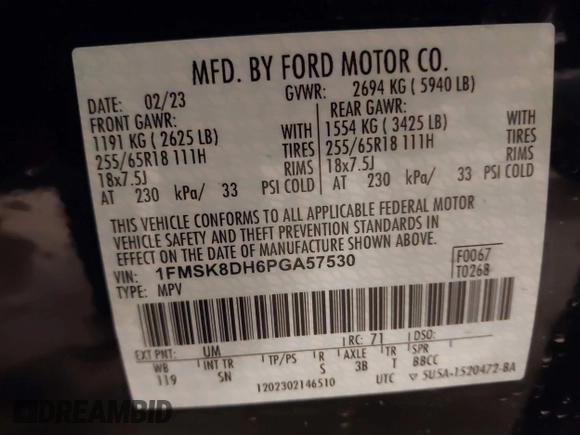 MFD. BY FORD MOTOR CO.
DATE: 02/23 GVWR: 2694 KG ( 5940 LB)
FRONT GAWR: REAR GAWR:
1191 KG ( 2625 LB) WITH 1554 KG ( 3425 LB) WITH
255/65R18 111H TIRES 255/65R18 111H TIRES
18x7.5J RIMS 18x7.5J RIMS
AT 230 kPa/ 33 PSI COLD AT 230 kPa/ 33 PSI COLD
THIS VEHICLE CONFORMS TO ALL APPLICABLE FEDERAL MOTOR
VEHICLE SAFETY AND THEFT PREVENTION STANDARDS IN
EFFECT ON THE DATE OF MANUFACTURE SHOWN ABOVE.
VIN: 1FMSK8DH6PGA57530 F0067
TYPE: MPV T0268
EXT PNT: UM RC: 71 DSO:
WB INT TR TP/PS R AXLE TR SPR
119 SN S 3B T BBCC
1202302146510 UTC 5USA-1520472-BA
DREAMBID